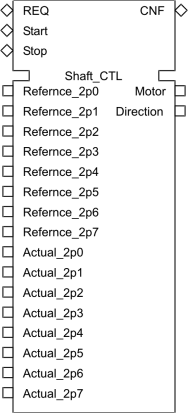 REQ CNF
Start
Stop
Shaft_CTL
Refernce_2p0 Motor
Refernce_2p1 Direction
Refernce_2p2
Refernce_2p3
Refernce_2p4
Refernce_2p5
Refernce_2p6
Refernce_2p7
Actual_2p0
Actual_2p1
Actual_2p2
Actual_2p3
Actual_2p4
Actual_2p5
Actual_2p6
Actual_2p7